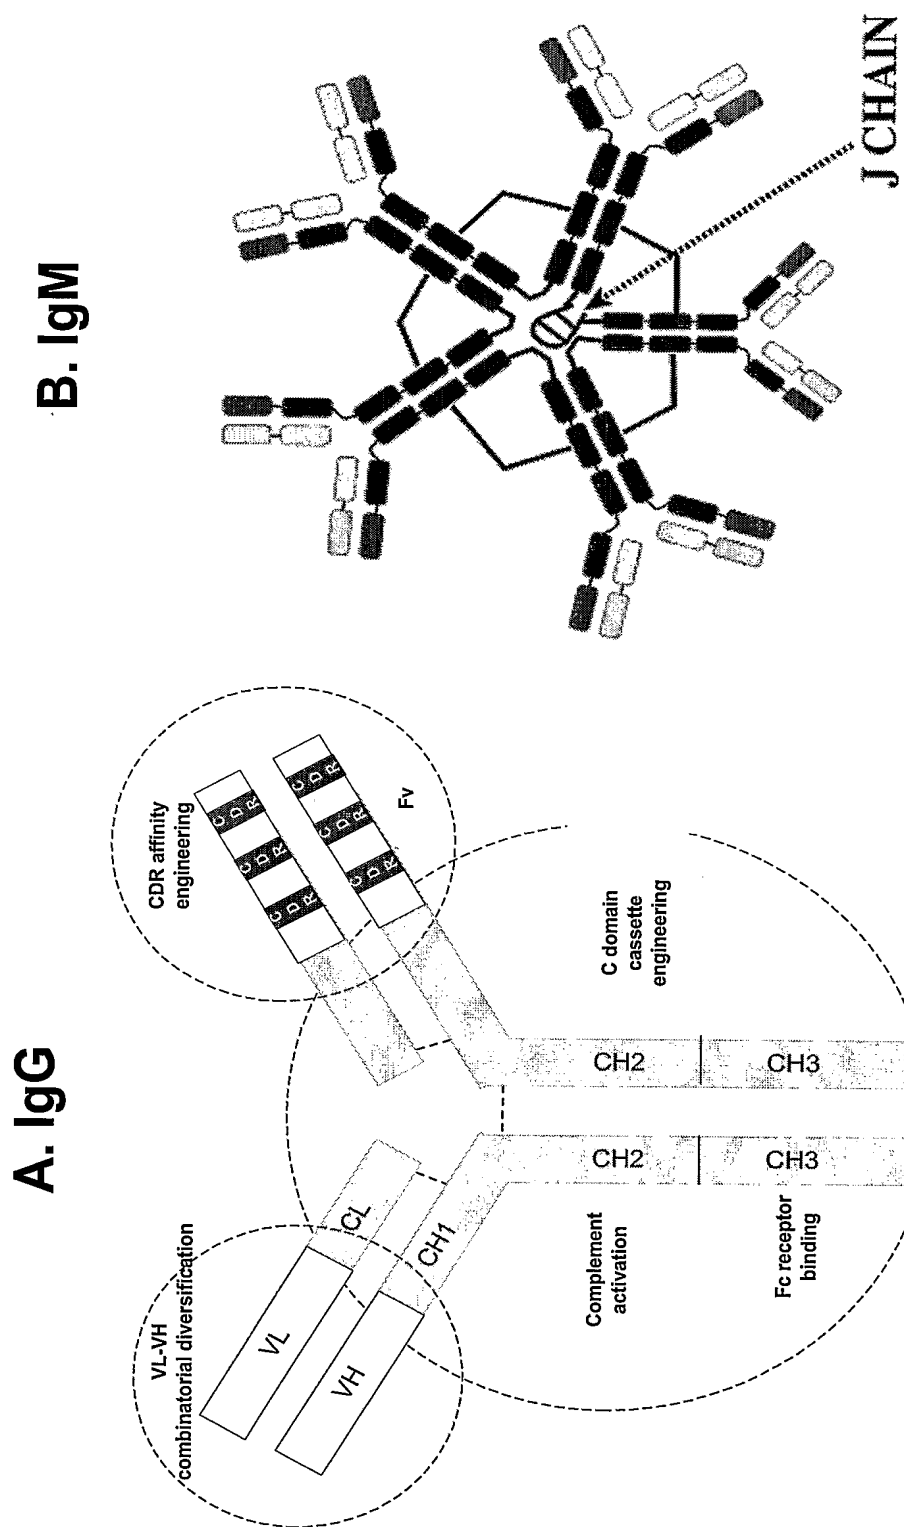 A. IgG
VL-VH
combinatorial diversification
VL
VH
CL
CH1
CH2
CH2
CH3
CH3
Complement
activation
Fc receptor
binding
CDR affinity
engineering
CDR
CDR
CDR
CDR
CDR
CDR
Fv
C domain
cassette
engineering
B. IgM
J CHAIN